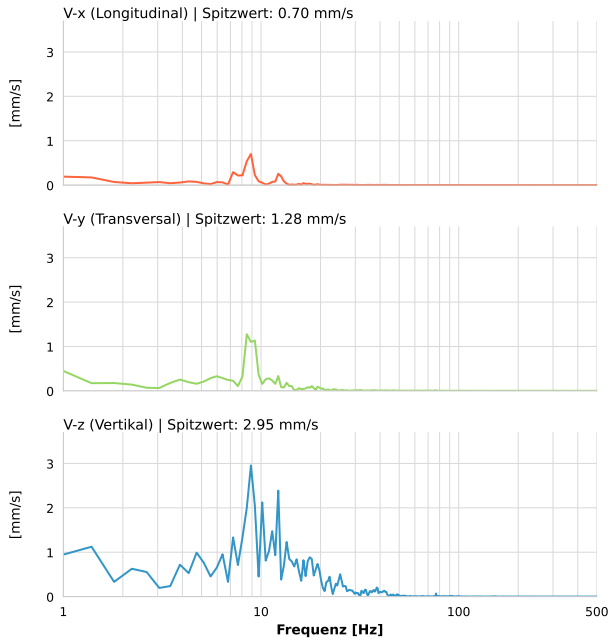 V-x (Longitudinal) | Spitzwert: 0.70 mm/s
3
2
1
0
[mm/s]
V-y (Transversal) | Spitzwert: 1.28 mm/s
3
2
1
0
[mm/s]
V-z (Vertikal) | Spitzwert: 2.95 mm/s
3
2
1
0
[mm/s]
1 10 100 500
Frequenz [Hz]